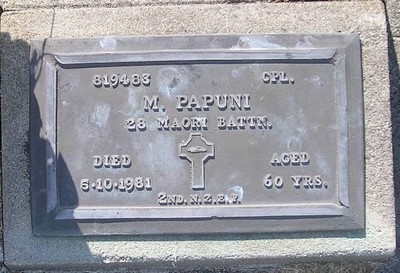 819483 CPL.
M. PAPUNI
28 MAORI BATTN.
DIED AGED
5-10-1981 60 YRS.
2ND. N.Z.E.F.